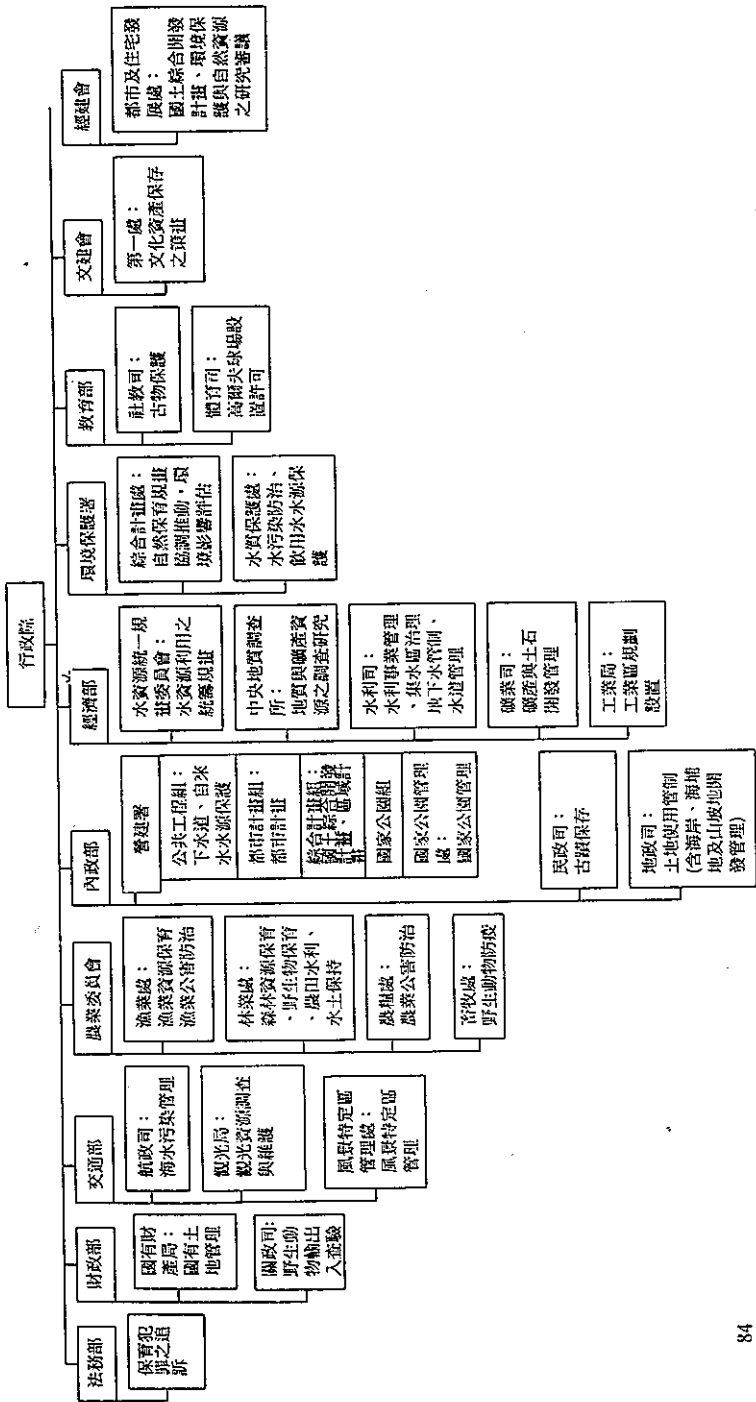 行政院
法務部
保育犯
罪之追
訴
財政部
國有財
產局：
國有土
地管理
關政司:
野生動
物輸出
入查驗
交通部
航政司：
海水污染管理
觀光局：
觀光資源調查
與維護
風景特定區
管理處：
風景特定區
管理
農業委員會
漁業處：
漁業資源保育
漁業公害防治
林業處：
森林資源保育
、野生物保育
、農田水利、
水土保持
農糧處：
農業公害防治
畜牧處：
野生動物防疫
內政部
營建署
公共工程組：
下水道、自來
水水源保護
都市計畫組：
都市計畫
綜合計畫組：
國土綜合開發
計畫、區域計
畫
國家公園組
國家公園管理
處：
國家公園管理
民政司：
古蹟保存
地政司：
土地使用管制
(含海岸、海埔
地及山坡地開
發管理)
經濟部
水資源統一規
畫委員會：
水資源利用之
統籌規畫
中央地質調查
所：
地質與礦產資
源之調查研究
水利司：
水利事業管理
、集水區治理
、地下水管制、
水道管理
礦業司：
礦產與土石
開發管理
工業局：
工業區規劃
設置
環境保護署
綜合計畫處：
自然保育規畫
協調推動，環
境影響評估
水質保護處：
水污染防治、
飲用水水源保
護
教育部
社教司：
古物保護
體育司：
高爾夫球場設
置許可
文建會
第一處：
文化資產保存
之策畫
經建會
都市及住宅發
展處：
國土綜合開發
計畫、環境保
護與自然資源
之研究審議
84